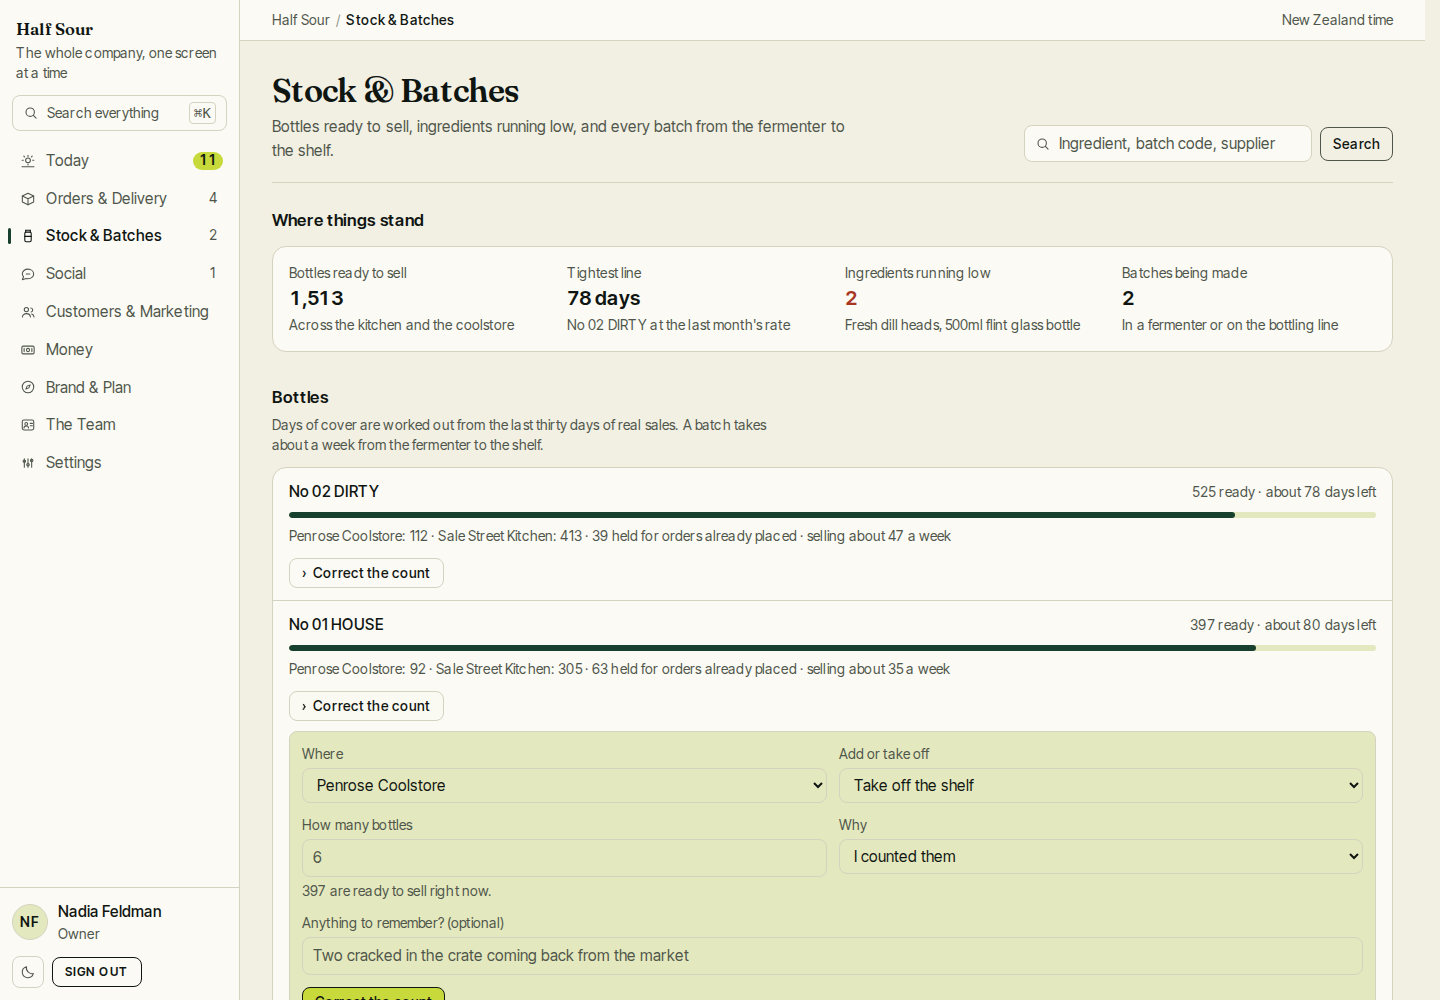 Half Sour
The whole company, one screen
at a time
Search everything ⌘K
Today 11
Orders & Delivery 4
Stock & Batches 2
Social 1
Customers & Marketing
Money
Brand & Plan
The Team
Settings
NF
Nadia Feldman
Owner
SIGN OUT
Half Sour / Stock & Batches
New Zealand time
Stock & Batches
Bottles ready to sell, ingredients running low, and every batch from the fermenter to
the shelf.
Ingredient, batch code, supplier
Search
Where things stand
Bottles ready to sell
1,513
Across the kitchen and the coolstore
Tightest line
78 days
No 02 DIRTY at the last month's rate
Ingredients running low
2
Fresh dill heads, 500ml flint glass bottle
Batches being made
2
In a fermenter or on the bottling line
Bottles
Days of cover are worked out from the last thirty days of real sales. A batch takes
about a week from the fermenter to the shelf.
No 02 DIRTY
525 ready · about 78 days left
Penrose Coolstore: 112 · Sale Street Kitchen: 413 · 39 held for orders already placed · selling about 47 a week
› Correct the count
No 01 HOUSE
397 ready · about 80 days left
Penrose Coolstore: 92 · Sale Street Kitchen: 305 · 63 held for orders already placed · selling about 35 a week
› Correct the count
Where
Penrose Coolstore
Add or take off
Take off the shelf
How many bottles
6
397 are ready to sell right now.
Why
I counted them
Anything to remember? (optional)
Two cracked in the crate coming back from the market
Correct the count